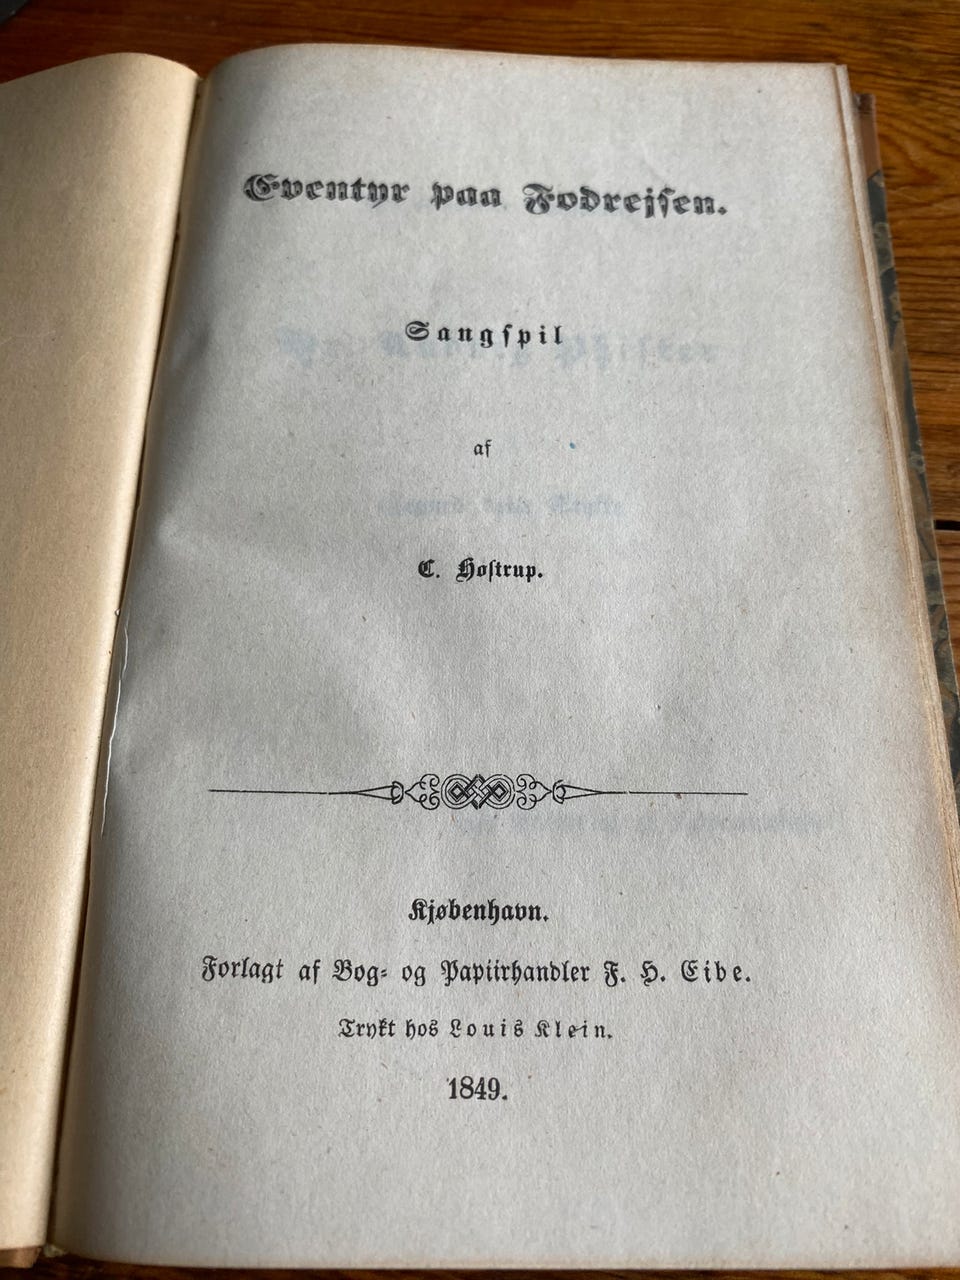 Eventyr paa Fodrejsen.
Sangspil
af
C. Hostrup.
Kjøbenhavn.
Forlagt af Bog- og Papiirhandler F. H. Eibe.
Trykt hos Louis Klein.
1849.